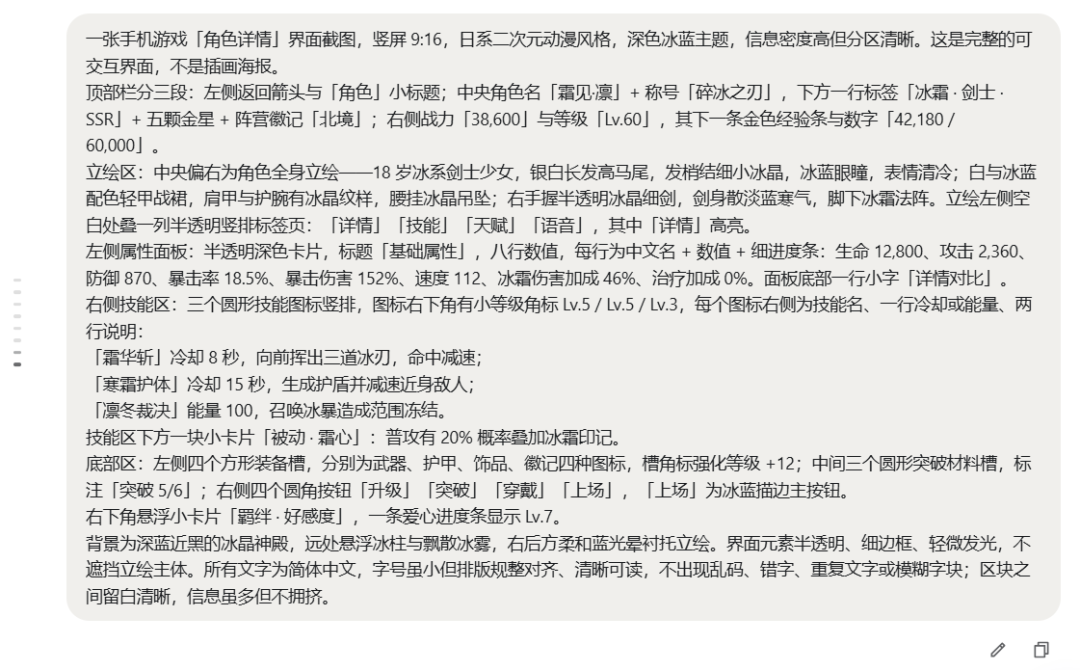 一张手机游戏「角色详情」界面截图，竖屏 9:16，日系二次元动漫风格，深色冰蓝主题，信息密度高但分区清晰。这是完整的可
交互界面，不是插画海报。
顶部栏分三段：左侧返回箭头与「角色」小标题；中央角色名「霜见·凛」+ 称号「碎冰之刃」，下方一行标签「冰霜 · 剑士 ·
SSR」+ 五颗金星 + 阵营徽记「北境」；右侧战力「38,600」与等级「Lv.60」，其下一条金色经验条与数字「42,180 /
60,000」。
立绘区：中央偏右为角色全身立绘——18 岁冰系剑士少女，银白长发高马尾，发梢结细小冰晶，冰蓝眼瞳，表情清冷；白与冰蓝
配色轻甲战裙，肩甲与护腕有冰晶纹样，腰挂冰晶吊坠；右手握半透明冰晶细剑，剑身散淡蓝寒气，脚下冰霜法阵。立绘左侧空
白处叠一列半透明竖排标签页：「详情」「技能」「天赋」「语音」，其中「详情」高亮。
左侧属性面板：半透明深色卡片，标题「基础属性」，八行数值，每行为中文名 + 数值 + 细进度条：生命 12,800、攻击 2,360、
防御 870、暴击率 18.5%、暴击伤害 152%、速度 112、冰霜伤害加成 46%、治疗加成 0%。面板底部一行小字「详情对比」。
右侧技能区：三个圆形技能图标竖排，图标右下角有小等级角标 Lv.5 / Lv.5 / Lv.3，每个图标右侧为技能名、一行冷却或能量、两
行说明：
「霜华斩」冷却 8 秒，向前挥出三道冰刃，命中减速；
「寒霜护体」冷却 15 秒，生成护盾并减速近身敌人；
「凛冬裁决」能量 100，召唤冰暴造成范围冻结。
技能区下方一块小卡片「被动 · 霜心」：普攻有 20% 概率叠加冰霜印记。
底部区：左侧四个方形装备槽，分别为武器、护甲、饰品、徽记四种图标，槽角标强化等级 +12；中间三个圆形突破材料槽，标
注「突破 5/6」；右侧四个圆角按钮「升级」「突破」「穿戴」「上场」，「上场」为冰蓝描边主按钮。
右下角悬浮小卡片「羁绊 · 好感度」，一条爱心进度条显示 Lv.7。
背景为深蓝近黑的冰晶神殿，远处悬浮冰柱与飘散冰雾，右后方柔和蓝光晕衬托立绘。界面元素半透明、细边框、轻微发光，不
遮挡立绘主体。所有文字为简体中文，字号虽小但排版规整对齐、清晰可读，不出现乱码、错字、重复文字或模糊字块；区块之
间留白清晰，信息虽多但不拥挤。